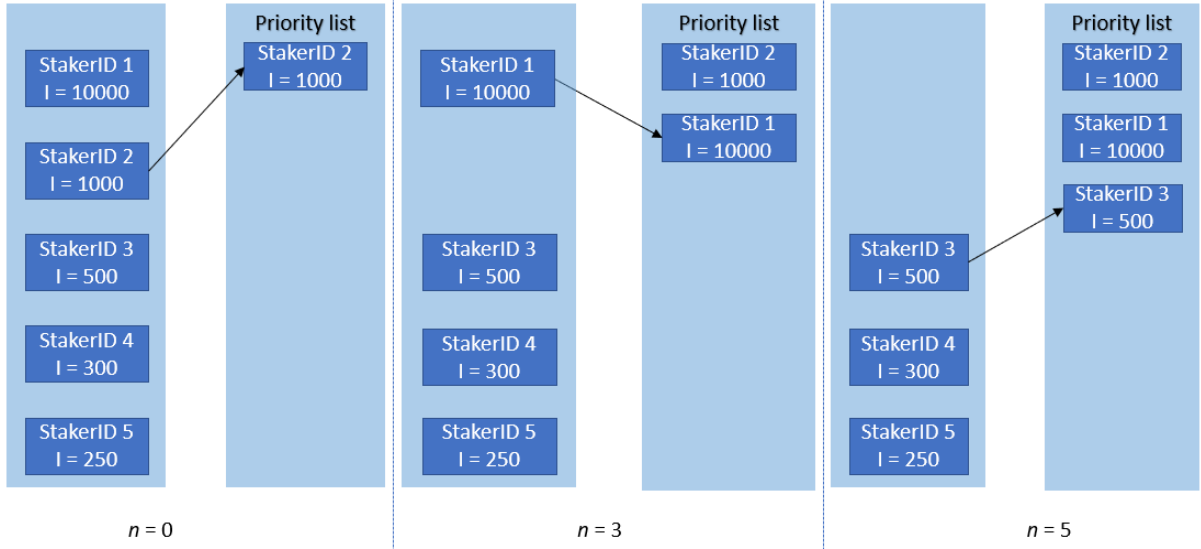 StakerID 1
I = 10000
StakerID 2
I = 1000
StakerID 3
I = 500
StakerID 4
I = 300
StakerID 5
I = 250
Priority list
StakerID 2
I = 1000
n = 0
StakerID 1
I = 10000
StakerID 3
I = 500
StakerID 4
I = 300
StakerID 5
I = 250
Priority list
StakerID 2
I = 1000
StakerID 1
I = 10000
n = 3
StakerID 3
I = 500
StakerID 4
I = 300
StakerID 5
I = 250
Priority list
StakerID 2
I = 1000
StakerID 1
I = 10000
StakerID 3
I = 500
n = 5